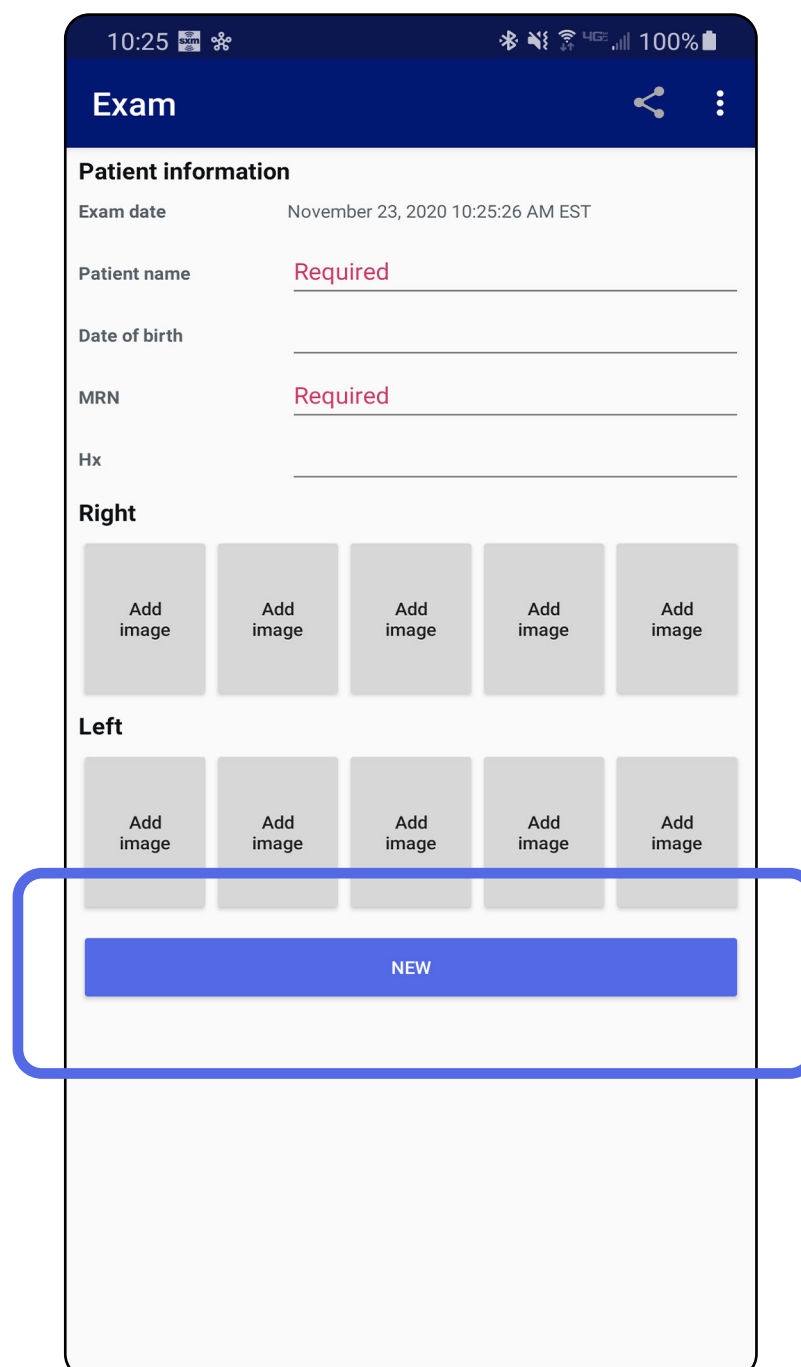 10:25 sxm 4GE 100%
Exam
Patient information
Exam date November 23, 2020 10:25:26 AM EST
Patient name Required
Date of birth
MRN Required
Hx
Right
Add image Add image Add image Add image Add image
Left
Add image Add image Add image Add image Add image
NEW